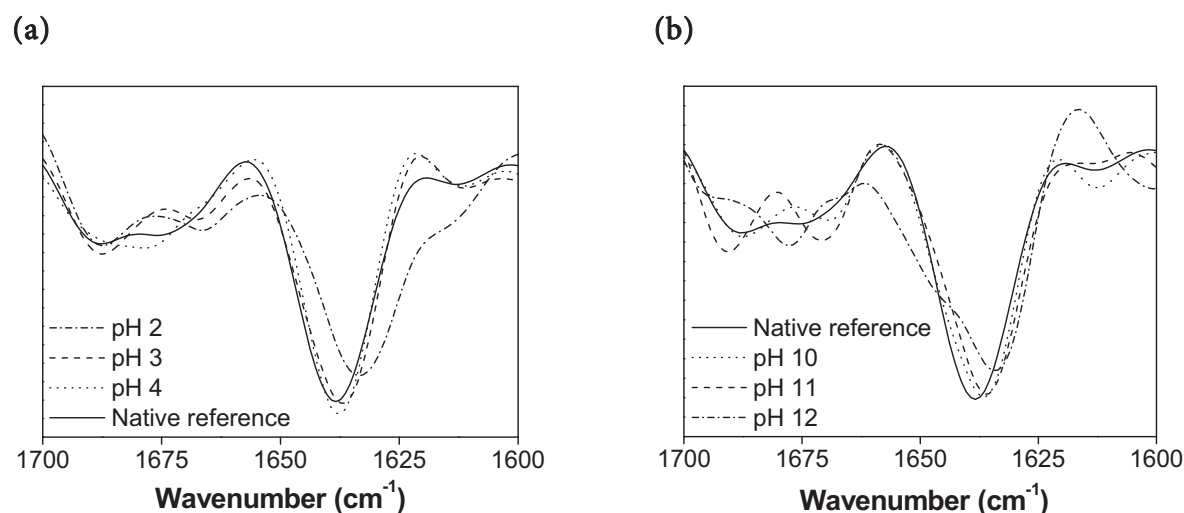 (a)
pH 2
pH 3
pH 4
Native reference
1700 1675 1650 1625 1600
Wavenumber (cm⁻¹)
(b)
Native reference
pH 10
pH 11
pH 12
1700 1675 1650 1625 1600
Wavenumber (cm⁻¹)